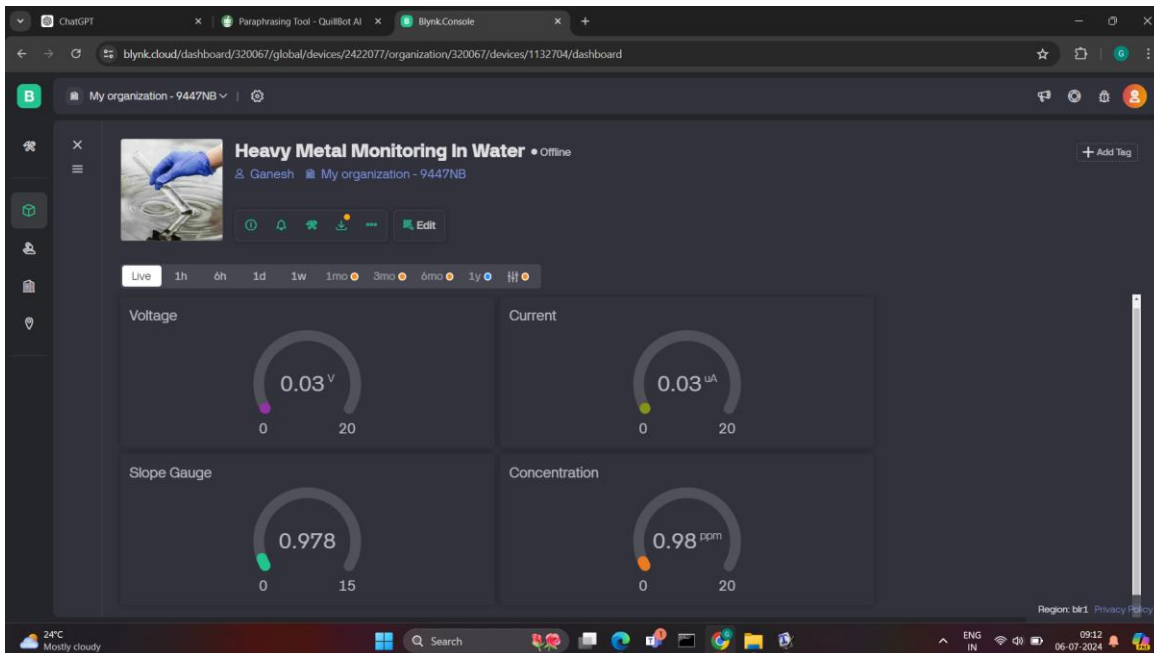 ChatGPT
Paraphrasing Tool - QuillBot AI
Blynk.Console
blynk.cloud/dashboard/320067/global/devices/2422077/organization/320067/devices/1132704/dashboard
G
B
My organization - 9447NB
Heavy Metal Monitoring In Water
Offline
Add Tag
Ganesh My organization - 9447NB
Edit
Live 1h 6h 1d 1w 1mo 3mo 6mo 1y
Voltage
0.03 V
0 20
Current
0.03 uA
0 20
Slope Gauge
0.978
0 15
Concentration
0.98 ppm
0 20
Region: blr1 Privacy Policy
24°C
Mostly cloudy
Search
ENG
IN
09:12
06-07-2024